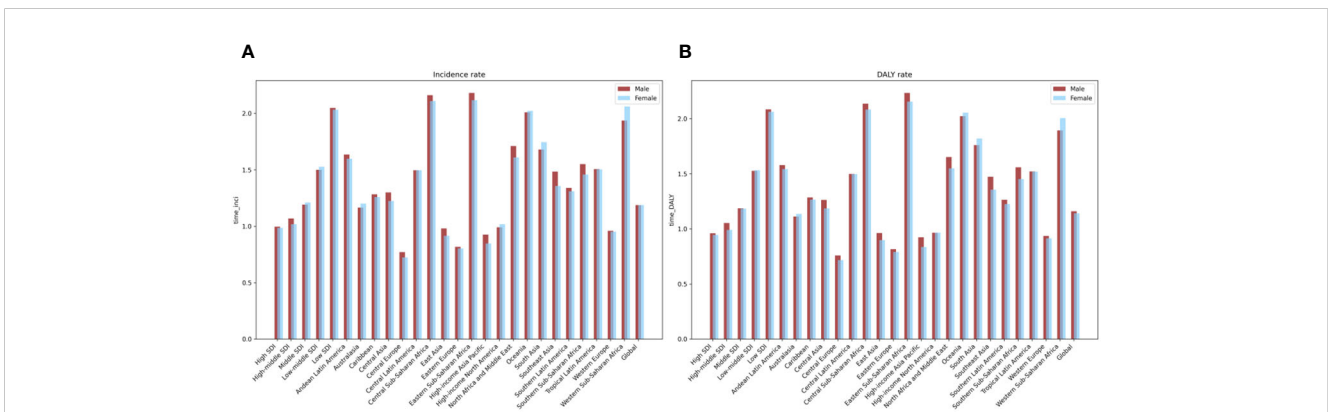 A
B
Incidence rate
DALY rate
Male
Female
Male
Female
2.0
1.5
1.0
0.5
0.0
time_inci
2.0
1.5
1.0
0.5
0.0
time_DALY
High SDI
High-middle SDI
Middle SDI
Low-middle SDI
Low SDI
Andean Latin America
Australasia
Caribbean
Central Asia
Central Europe
Central Latin America
Central Sub-Saharan Africa
East Asia
Eastern Europe
Eastern Sub-Saharan Africa
High-income Asia Pacific
High-income North America
North Africa and Middle East
Oceania
South Asia
Southeast Asia
Southern Latin America
Southern Sub-Saharan Africa
Tropical Latin America
Western Europe
Western Sub-Saharan Africa
Global
High SDI
High-middle SDI
Middle SDI
Low-middle SDI
Low SDI
Andean Latin America
Australasia
Caribbean
Central Asia
Central Europe
Central Latin America
Central Sub-Saharan Africa
East Asia
Eastern Europe
Eastern Sub-Saharan Africa
High-income Asia Pacific
High-income North America
North Africa and Middle East
Oceania
South Asia
Southeast Asia
Southern Latin America
Southern Sub-Saharan Africa
Tropical Latin America
Western Europe
Western Sub-Saharan Africa
Global